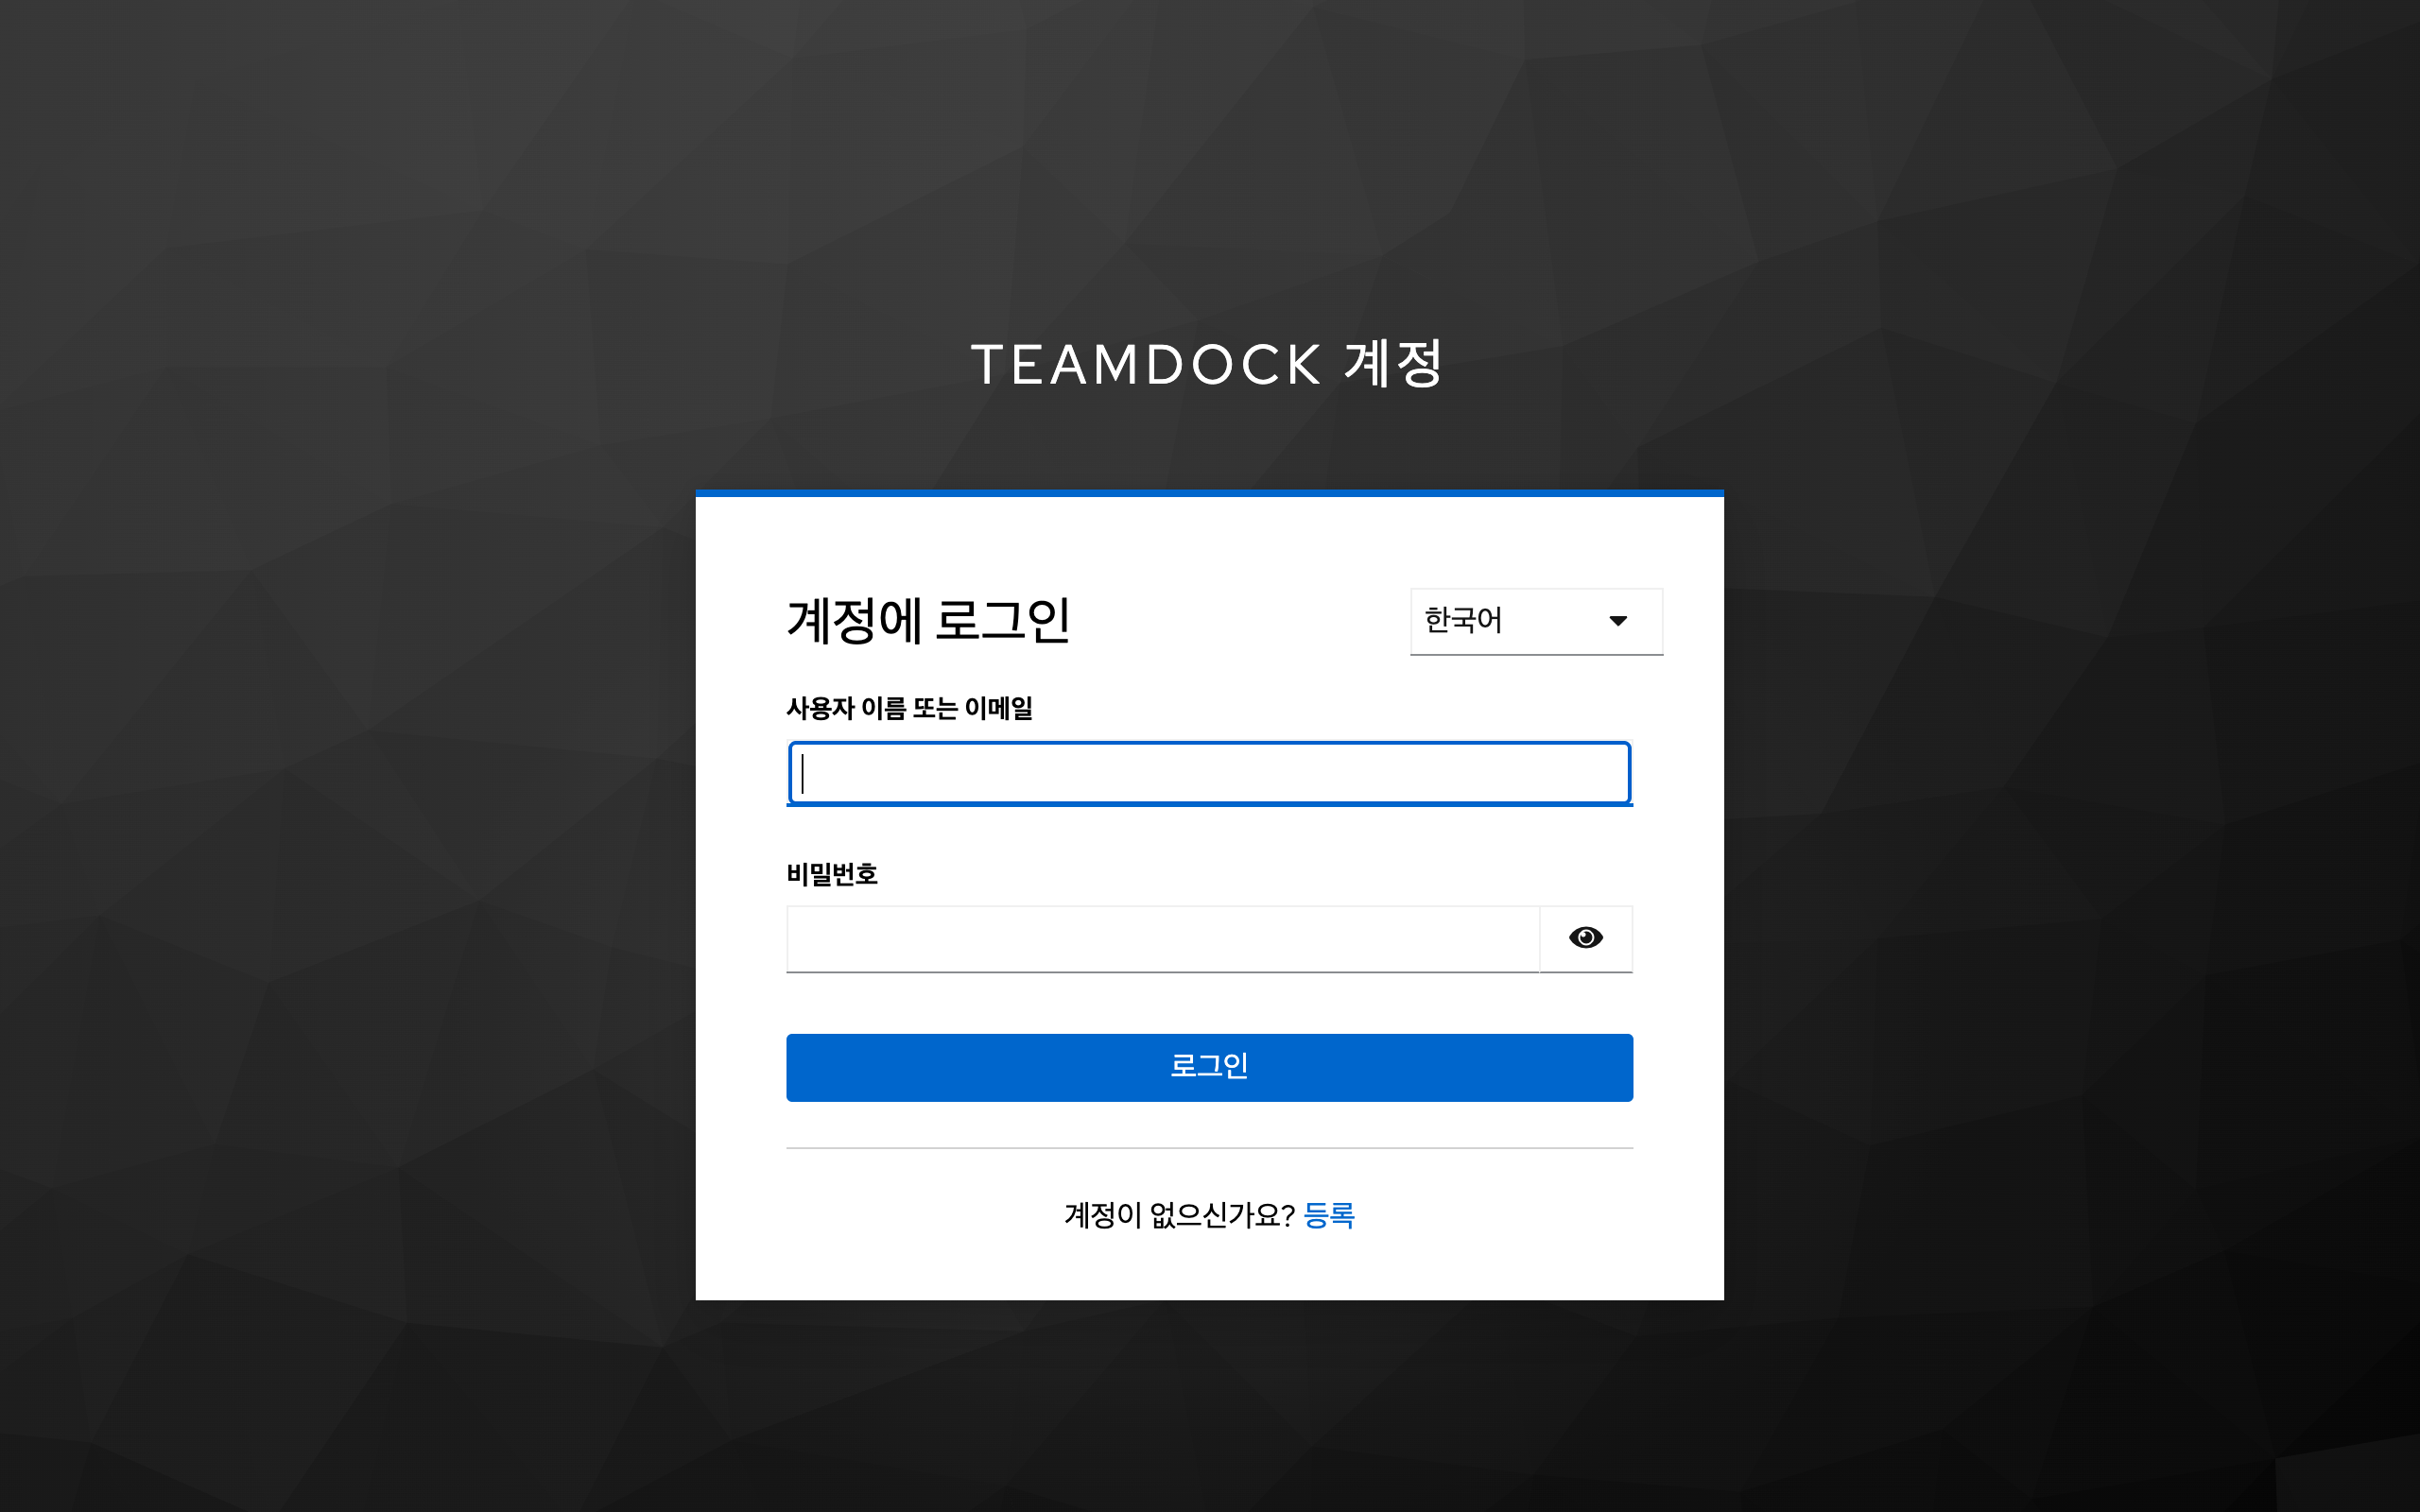 TEAMDOCK 계정
계정에 로그인
한국어
사용자 이름 또는 이메일
비밀번호
로그인
계정이 없으신가요? 등록